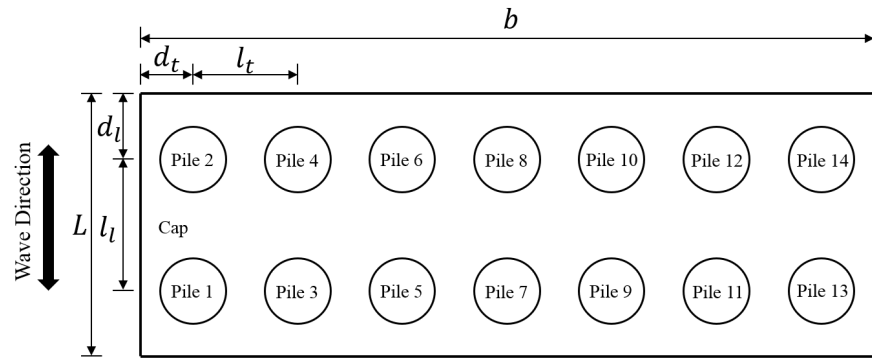 b
d_t
l_t
d_l
Pile 2
Pile 4
Pile 6
Pile 8
Pile 10
Pile 12
Pile 14
Wave Direction
L
l_l
Cap
Pile 1
Pile 3
Pile 5
Pile 7
Pile 9
Pile 11
Pile 13